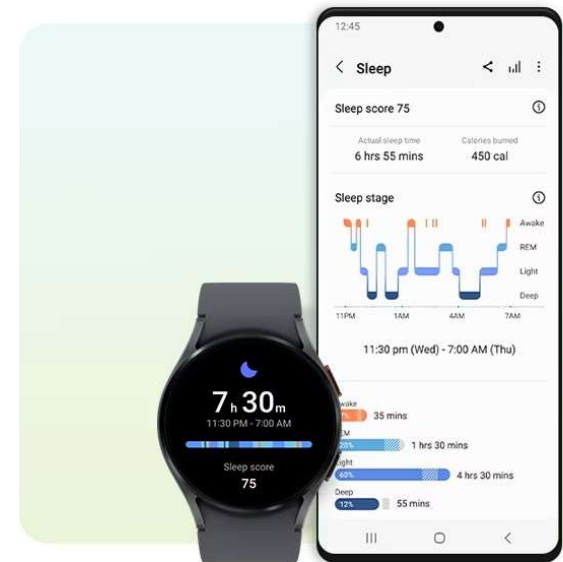 12:45
Sleep
Sleep score 75
Actual sleep time
Calories burned
6 hrs 55 mins
450 cal
Sleep stage
Awake
REM
Light
Deep
11PM
1AM
4AM
7AM
11:30 pm (Wed) - 7:00 AM (Thu)
35 mins
20%
1 hrs 30 mins
60%
4 hrs 30 mins
Deep
12%
55 mins
7h 30m
11:30 PM - 7:00 AM
Sleep score
75